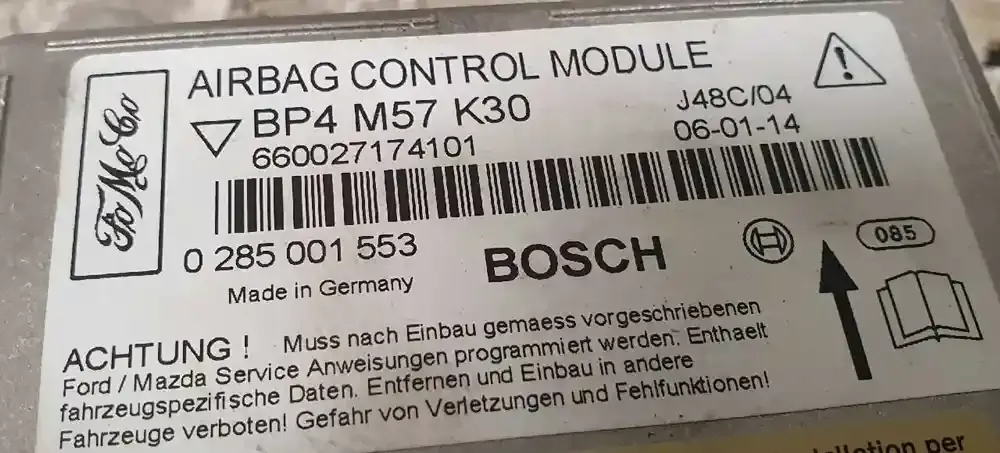 FoMoCo
AIRBAG CONTROL MODULE
BP4 M57 K30
J48C/04
660027174101
06-01-14
0 285 001 553
BOSCH
085
Made in Germany
ACHTUNG ! Muss nach Einbau gemaess vorgeschriebenen
Ford / Mazda Service Anweisungen programmiert werden. Enthaelt
fahrzeugspezifische Daten. Entfernen und Einbau in andere
Fahrzeuge verboten! Gefahr von Verletzungen und Fehlfunktionen!
per